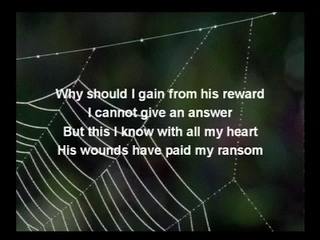 Why should I gain from his reward
I cannot give an answer
But this I know with all my heart
His wounds have paid my ransom